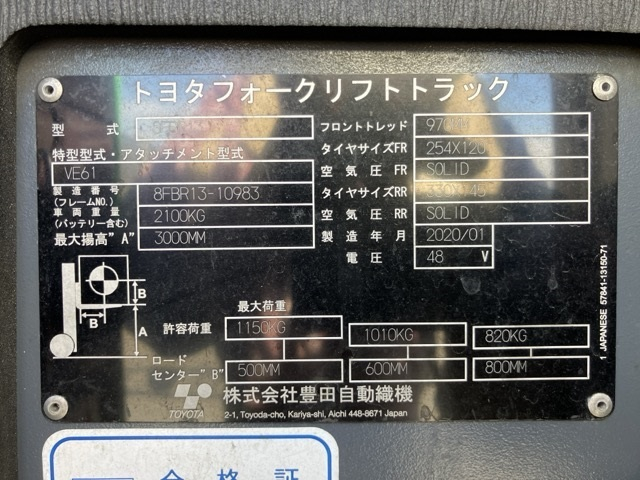 トヨタフォークリフトトラック
型式
特型型式・アタッチメント型式
VE61
製造番号 8FBR13-10983
(フレームNO.)
車両重量 2100KG
(バッテリー含む)
最大揚高"A" 3000MM
フロントトレッド
タイヤサイズFR 254X120
空気圧FR SOLID
タイヤサイズRR
空気圧RR SOLID
製造年月 2020/01
電圧 48 V
B
B
A
最大荷重
許容荷重 1150KG 1010KG 820KG
ロード
センター"B" 500MM 600MM 800MM
TOYOTA
株式会社豊田自動織機
2-1, Toyoda-cho, Kariya-shi, Aichi 448-8671 Japan
JAPANESE 57841-13150-71
合格証